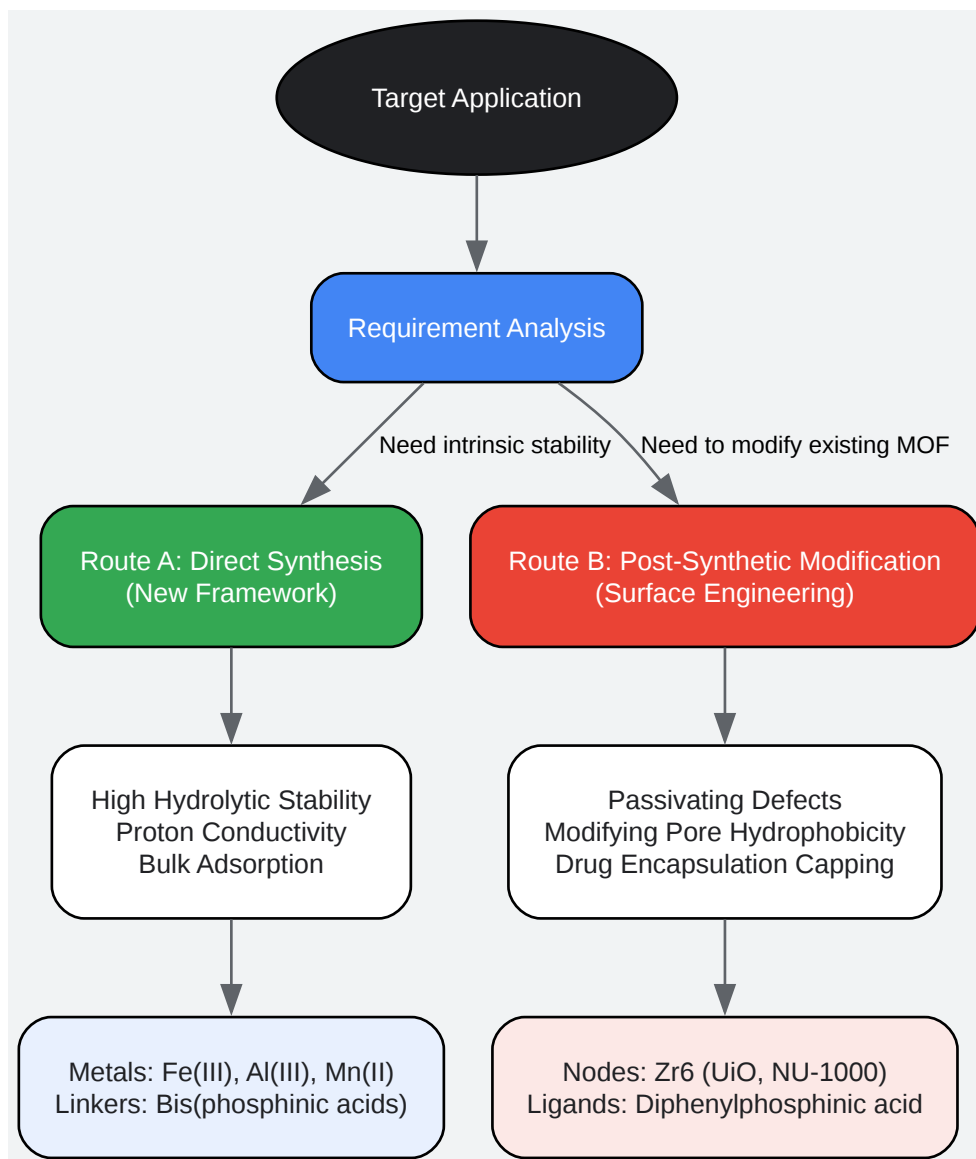 Target Application
Requirement Analysis
Need intrinsic stability
Need to modify existing MOF
Route A: Direct Synthesis
(New Framework)
Route B: Post-Synthetic Modification
(Surface Engineering)
High Hydrolytic Stability
Proton Conductivity
Bulk Adsorption
Passivating Defects
Modifying Pore Hydrophobicity
Drug Encapsulation Capping
Metals: Fe(III), Al(III), Mn(II)
Linkers: Bis(phosphinic acids)
Nodes: Zr6 (UiO, NU-1000)
Ligands: Diphenylphosphinic acid